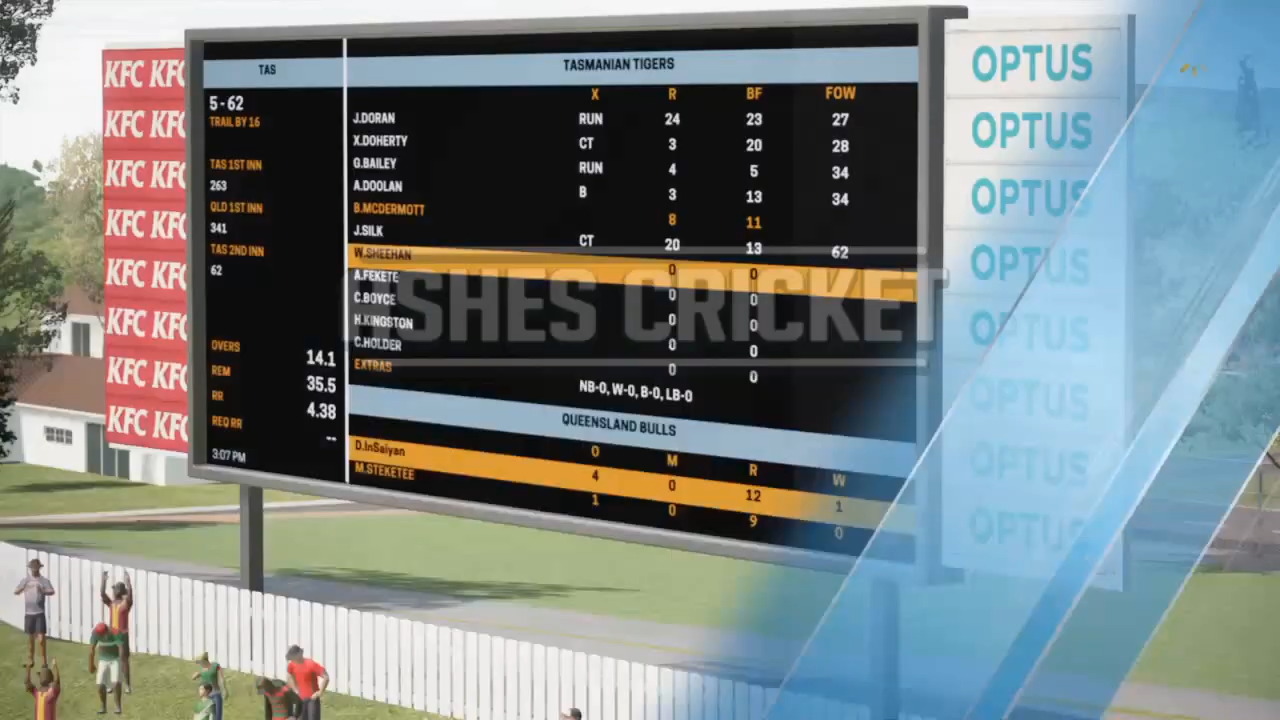 KFC KFC
KFC KFC
KFC KFC
KFC KFC
KFC KFC
KFC KFC
KFC KFC
KFC KFC
TAS
5-62
TRAIL BY 16
TAS 1ST INN
263
QLD 1ST INN
341
TAS 2ND INN
62
OVERS 14.1
REM 35.5
RR 4.38
REQ RR --
3:07 PM
TASMANIAN TIGERS
X R BF FOW
J.DORAN RUN 24 23 27
X.DOHERTY CT 3 20 28
G.BAILEY RUN 4 5 34
A.DOOLAN B 3 13 34
B.MCDERMOTT 8 11
J.SILK CT 20 13 62
W.SHEEHAN 0 0
A.FEKETE 0 0
C.BOYCE 0 0
H.KINGSTON 0 0
C.HOLDER 0 0
EXTRAS NB-0, W-0, B-0, LB-0
QUEENSLAND BULLS
O M R W
D.InSaiyan 4 0 12 1
M.STEKETEE 1 0 9 0
ASHES CRICKET
OPTUS
OPTUS
OPTUS
OPTUS
OPTUS
OPTUS
OPTUS
OPTUS